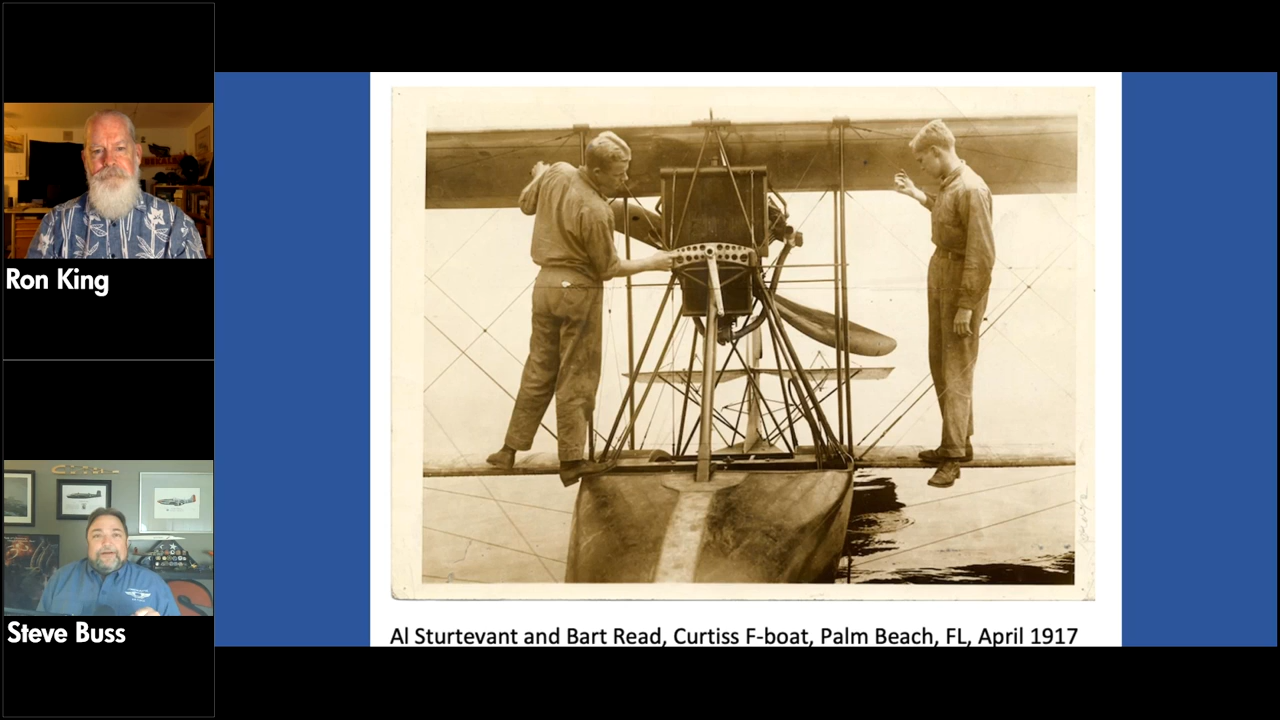 Ron King
Steve Buss
Al Sturtevant and Bart Read, Curtiss F-boat, Palm Beach, FL, April 1917